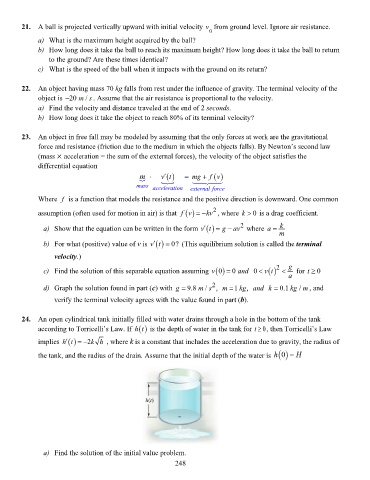 21. A ball is projected vertically upward with initial velocity v₀ from ground level. Ignore air resistance.
a) What is the maximum height acquired by the ball?
b) How long does it take the ball to reach its maximum height? How long does it take the ball to return
to the ground? Are these times identical?
c) What is the speed of the ball when it impacts with the ground on its return?
22. An object having mass 70 kg falls from rest under the influence of gravity. The terminal velocity of the
object is −20 m / s. Assume that the air resistance is proportional to the velocity.
a) Find the velocity and distance traveled at the end of 2 seconds.
b) How long does it take the object to reach 80% of its terminal velocity?
23. An object in free fall may be modeled by assuming that the only forces at work are the gravitational
force and resistance (friction due to the medium in which the objects falls). By Newton's second law
(mass × acceleration = the sum of the external forces), the velocity of the object satisfies the
differential equation
m · v′(t) = mg + f(v)
mass acceleration external force
Where f is a function that models the resistance and the positive direction is downward. One common
assumption (often used for motion in air) is that f(v) = −kv², where k > 0 is a drag coefficient.
a) Show that the equation can be written in the form v′(t) = g − av² where a = k/m
b) For what (positive) value of v is v′(t) = 0? (This equilibrium solution is called the terminal
velocity.)
c) Find the solution of this separable equation assuming v(0) = 0 and 0 < v(t)² < g/a for t ≥ 0
d) Graph the solution found in part (c) with g = 9.8 m / s², m = 1 kg, and k = 0.1 kg / m, and
verify the terminal velocity agrees with the value found in part (b).
24. An open cylindrical tank initially filled with water drains through a hole in the bottom of the tank
according to Torricelli's Law. If h(t) is the depth of water in the tank for t ≥ 0, then Torricelli's Law
implies h′(t) = −2k√h, where k is a constant that includes the acceleration due to gravity, the radius of
the tank, and the radius of the drain. Assume that the initial depth of the water is h(0) = H
h(t)
a) Find the solution of the initial value problem.
248